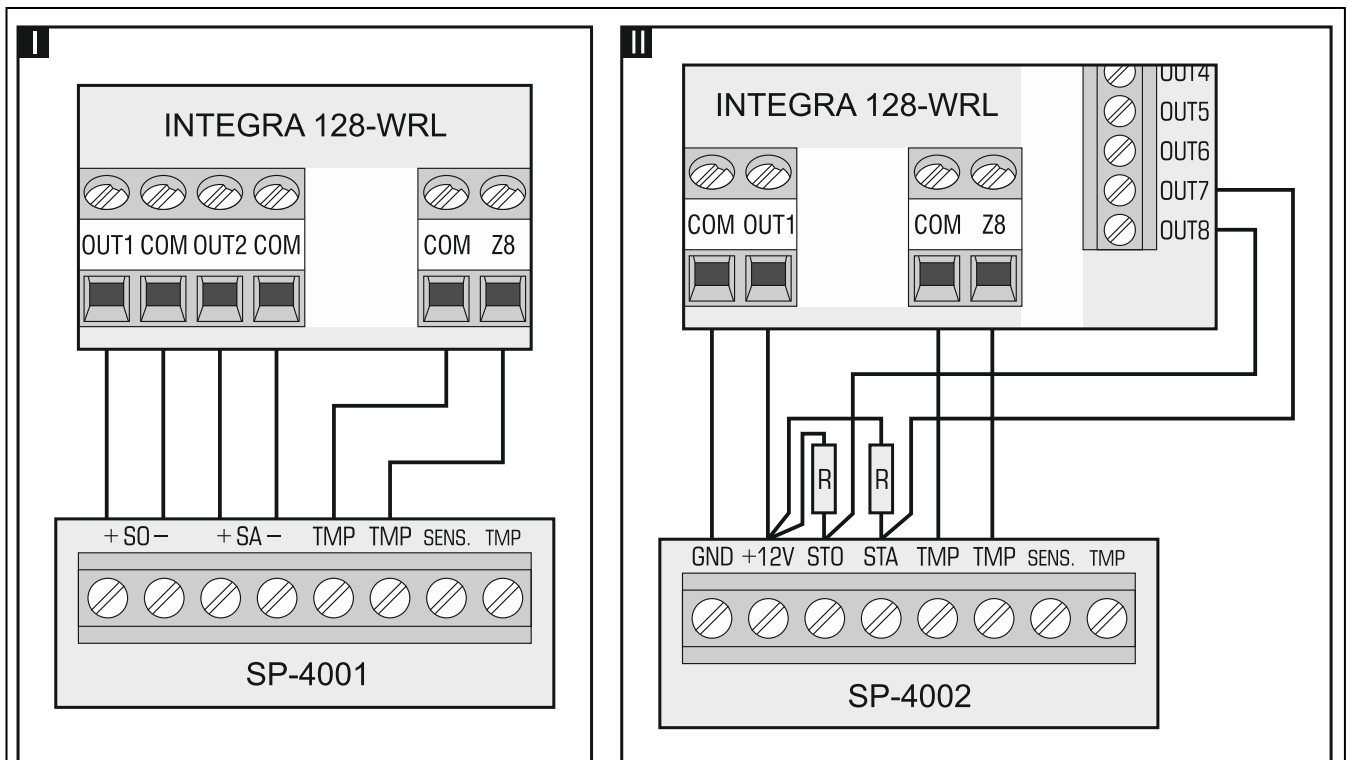 I
INTEGRA 128-WRL
OUT1 COM OUT2 COM
COM Z8
+ SO − + SA − TMP TMP SENS. TMP
SP-4001
II
INTEGRA 128-WRL
OUT4
OUT5
OUT6
OUT7
OUT8
COM OUT1
COM Z8
R R
GND +12V STO STA TMP TMP SENS. TMP
SP-4002